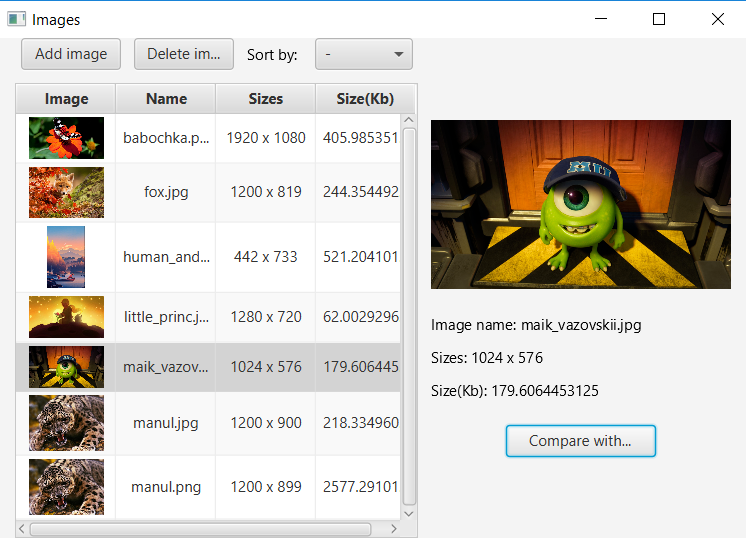 Images
Add image Delete im... Sort by: -
Image Name Sizes Size(Kb)
babochka.p... 1920 x 1080 405.985351
fox.jpg 1200 x 819 244.354492
human_and... 442 x 733 521.204101
little_princ.j... 1280 x 720 62.0029296
maik_vazov... 1024 x 576 179.606445
manul.jpg 1200 x 900 218.334960
manul.png 1200 x 899 2577.29101
MU
Image name: maik_vazovskii.jpg
Sizes: 1024 x 576
Size(Kb): 179.6064453125
Compare with...